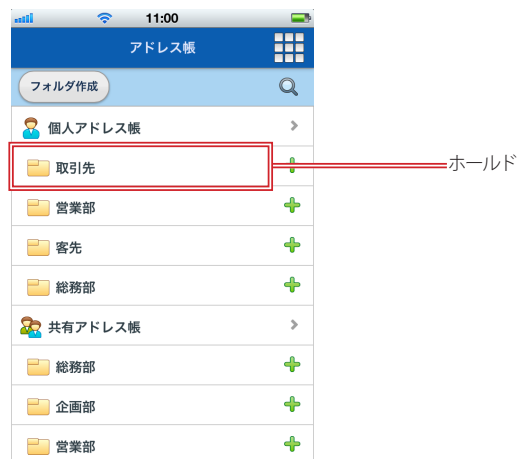 11:00
アドレス帳
フォルダ作成
個人アドレス帳
取引先
ホールド
営業部
客先
総務部
共有アドレス帳
総務部
企画部
営業部